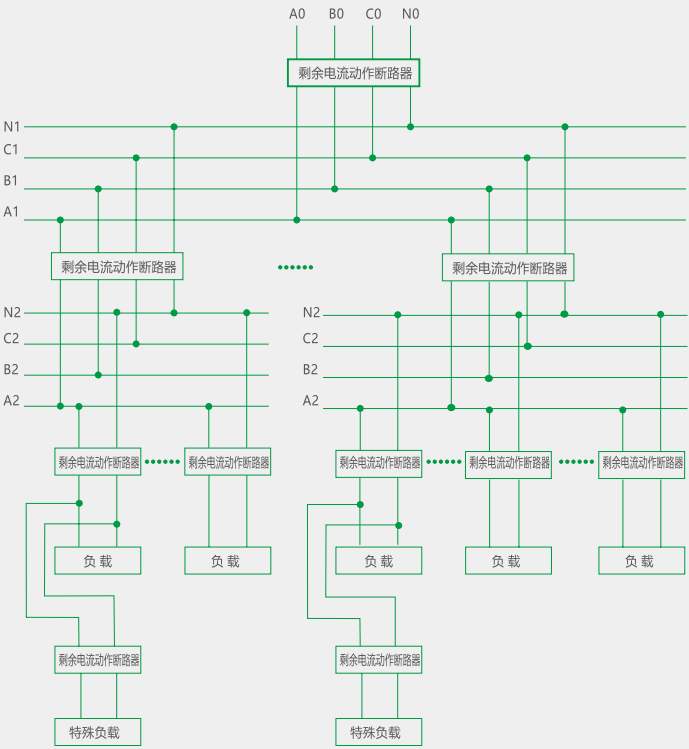 A0 B0 C0 N0
剩余电流动作断路器
N1
C1
B1
A1
剩余电流动作断路器 剩余电流动作断路器
N2 N2
C2 C2
B2 B2
A2 A2
剩余电流动作断路器 剩余电流动作断路器 剩余电流动作断路器 剩余电流动作断路器 剩余电流动作断路器
负载 负载 负载 负载 负载
剩余电流动作断路器 剩余电流动作断路器
特殊负载 特殊负载